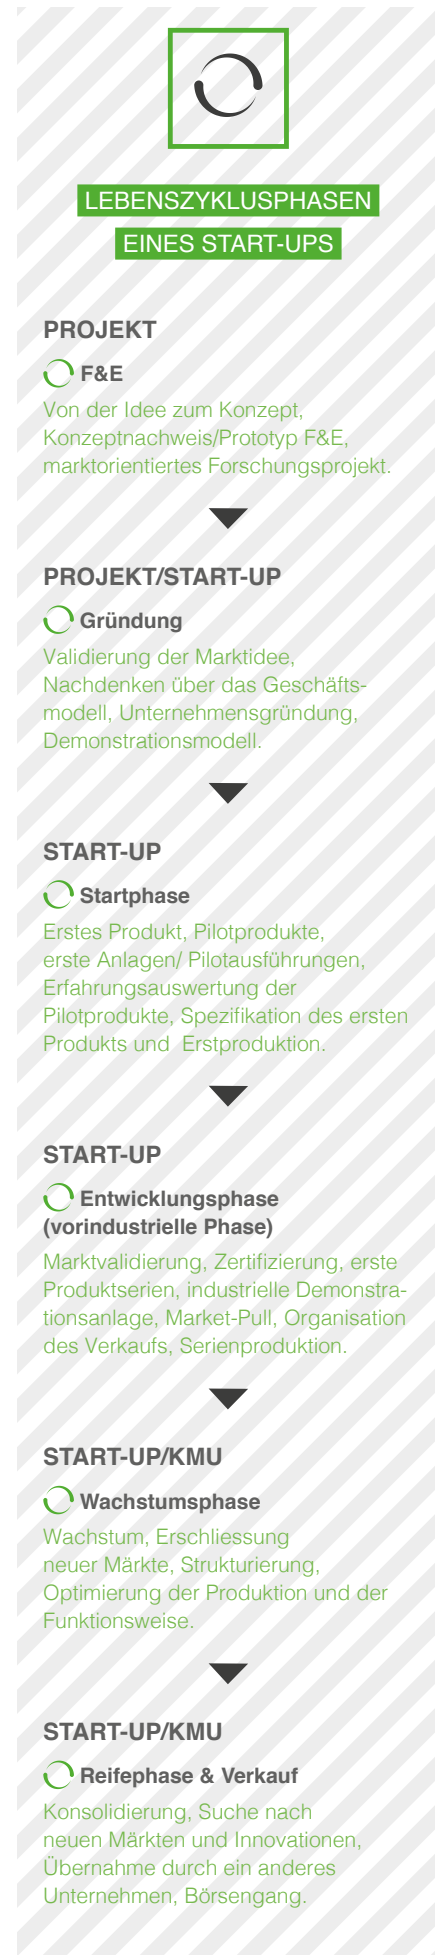 LEBENSZYKLUSPHASEN
EINES START-UPS
PROJEKT
F&E
Von der Idee zum Konzept,
Konzeptnachweis/Prototyp F&E,
marktorientiertes Forschungsprojekt.
PROJEKT/START-UP
Gründung
Validierung der Marktidee,
Nachdenken über das Geschäfts-
modell, Unternehmensgründung,
Demonstrationsmodell.
START-UP
Startphase
Erstes Produkt, Pilotprodukte,
erste Anlagen/ Pilotausführungen,
Erfahrungsauswertung der
Pilotprodukte, Spezifikation des ersten
Produkts und  Erstproduktion.
START-UP
Entwicklungsphase
(vorindustrielle Phase)
Marktvalidierung, Zertifizierung, erste
Produktserien, industrielle Demonstra-
tionsanlage, Market-Pull, Organisation
des Verkaufs, Serienproduktion.
START-UP/KMU
Wachstumsphase
Wachstum, Erschliessung
neuer Märkte, Strukturierung,
Optimierung der Produktion und der
Funktionsweise.
START-UP/KMU
Reifephase & Verkauf
Konsolidierung, Suche nach
neuen Märkten und Innovationen,
Übernahme durch ein anderes
Unternehmen, Börsengang.